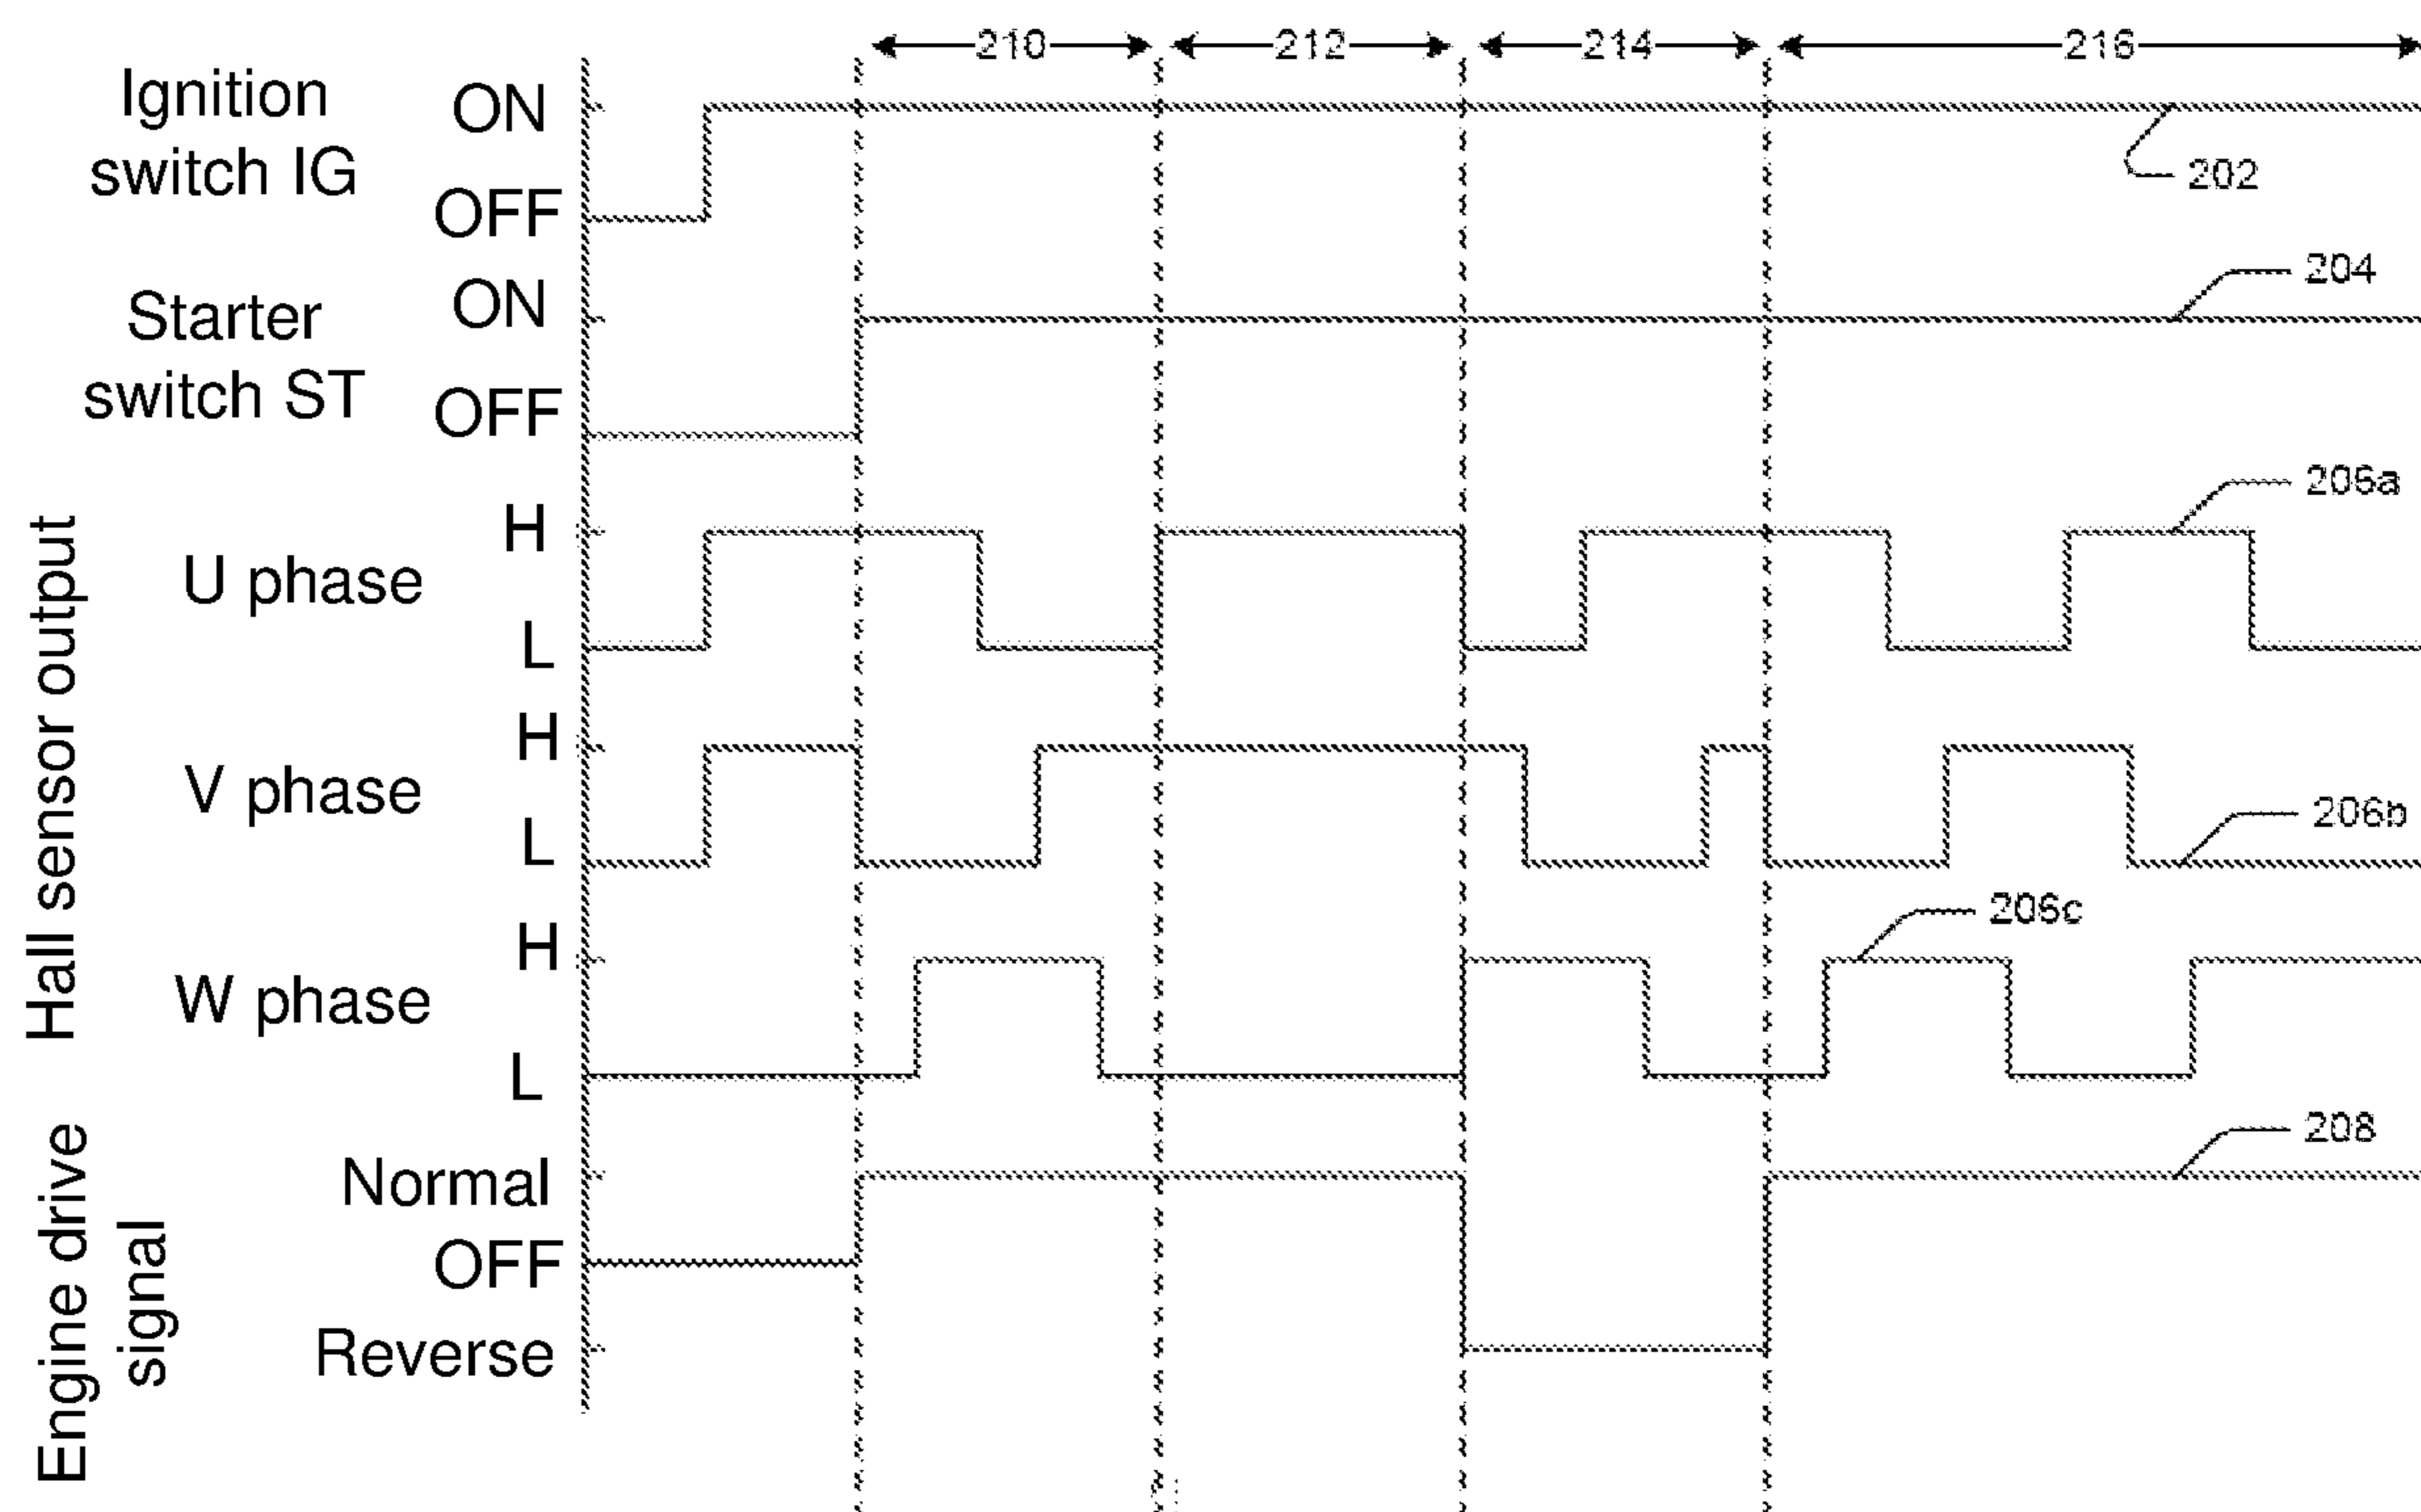 210
212
214
216
Ignition
switch IG
ON
OFF
202
Starter
switch ST
ON
OFF
204
Hall sensor output
U phase
H
L
206a
V phase
H
L
206b
W phase
H
L
206c
Engine drive
signal
Normal
OFF
Reverse
208